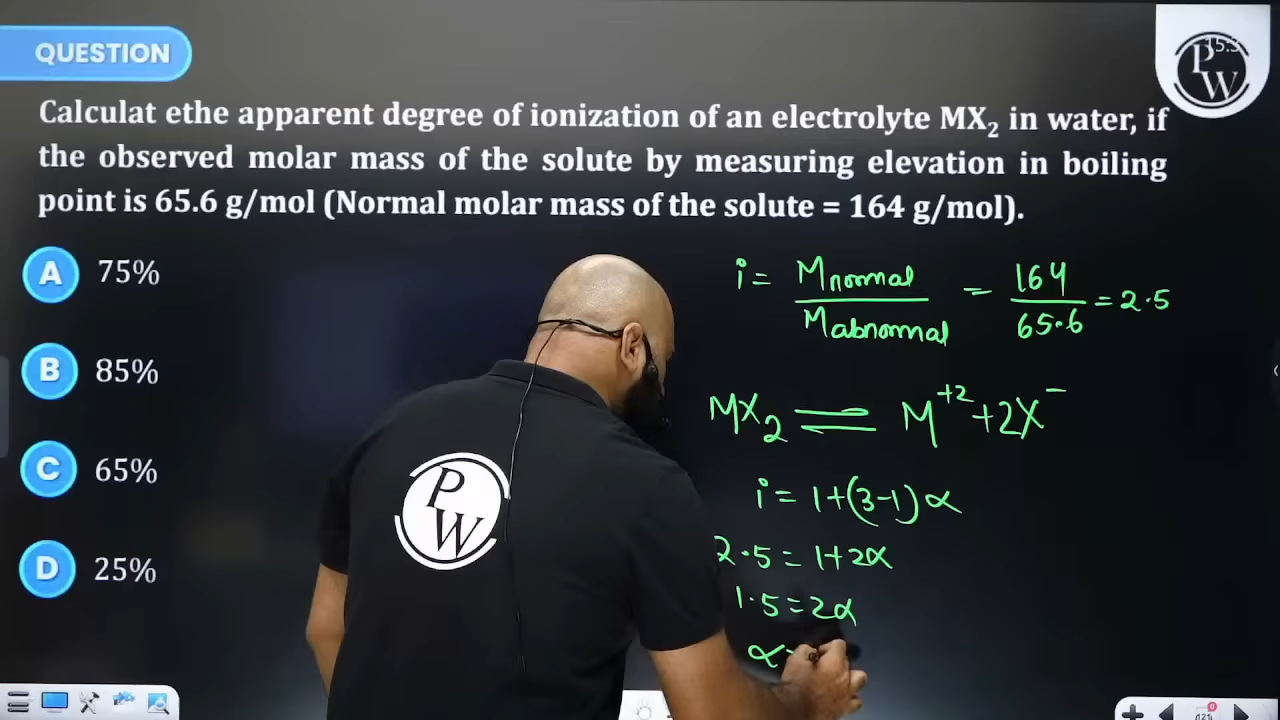 QUESTION
PW
Calculat ethe apparent degree of ionization of an electrolyte MX₂ in water, if
the observed molar mass of the solute by measuring elevation in boiling
point is 65.6 g/mol (Normal molar mass of the solute = 164 g/mol).
A 75%
B 85%
C 65%
D 25%
i = Mnormal / Mabnormal = 164 / 65.6 = 2.5
MX₂ ⇌ M⁺² + 2X⁻
i = 1+(3-1)α
2.5 = 1+2α
1.5 = 2α
α
PW